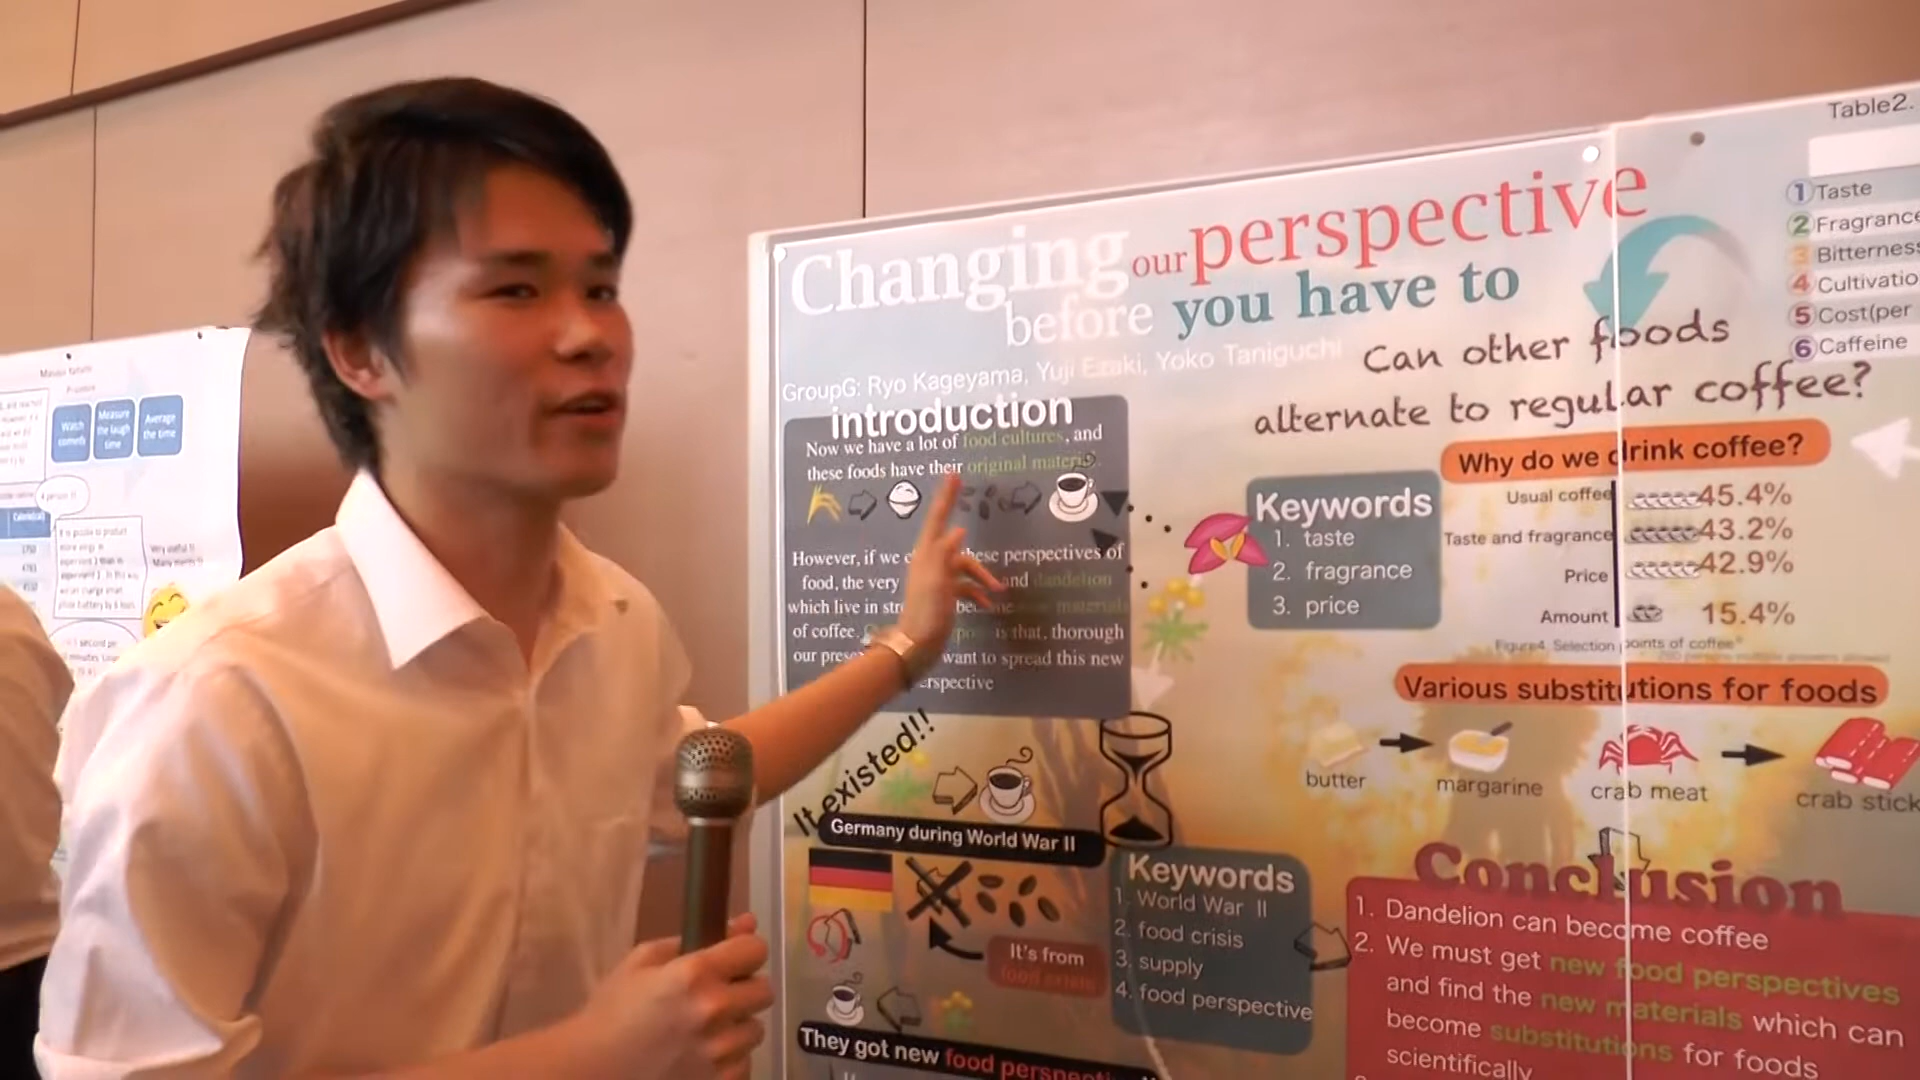 Changing our perspective
before you have to
GroupG: Ryo Kageyama, Yuji Ezaki, Yoko Taniguchi
introduction
Now we have a lot of food cultures, and
these foods have their original
However, if we these perspectives of
food, the very and dandelion
which live in
of coffee. is that, thorough
our want to spread this new
It existed!!
Germany during World War II
It's from
food crisis
They got new food
Keywords
1. World War II
2. food crisis
3. supply
4. food perspective
Can other foods
alternate to regular coffee?
Keywords
1. taste
2. fragrance
3. price
Why do we drink coffee?
Usual coffee 45.4%
Taste and fragrance 43.2%
Price 42.9%
Amount 15.4%
Figure4. Selection points of coffee
Various substitutions for foods
butter
margarine
crab meat
crab stick
Conclusion
1. Dandelion can become coffee
2. We must get new food perspectives
and find the new materials which can
become substitutions for foods
scientifically
Table2.
1 Taste
2 Fragrance
3 Bitterness
4
5 Cost(per
6 Caffeine
Watch
Measure
the laugh
time
Average
the time